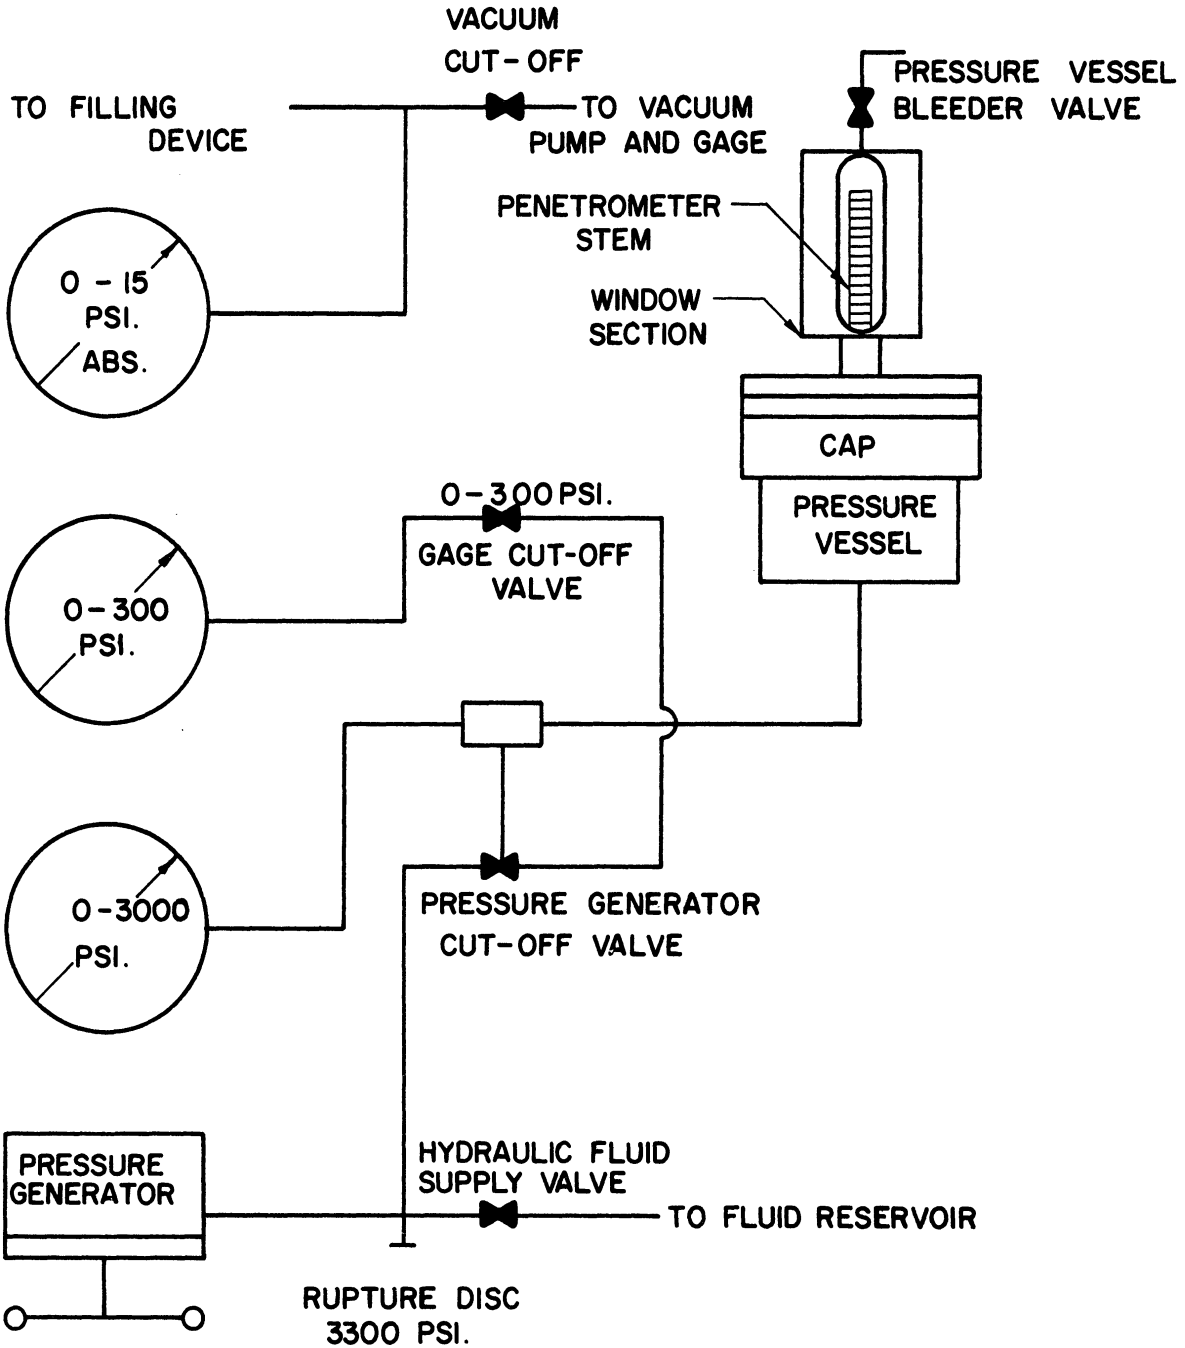 VACUUM
CUT-OFF
TO FILLING
DEVICE
TO VACUUM
PUMP AND GAGE
PRESSURE VESSEL
BLEEDER VALVE
PENETROMETER
STEM
0-15
PSI.
ABS.
WINDOW
SECTION
CAP
PRESSURE
VESSEL
0-300 PSI.
GAGE CUT-OFF
VALVE
0-300
PSI.
0-3000
PSI.
PRESSURE GENERATOR
CUT-OFF VALVE
PRESSURE
GENERATOR
HYDRAULIC FLUID
SUPPLY VALVE
TO FLUID RESERVOIR
RUPTURE DISC
3300 PSI.